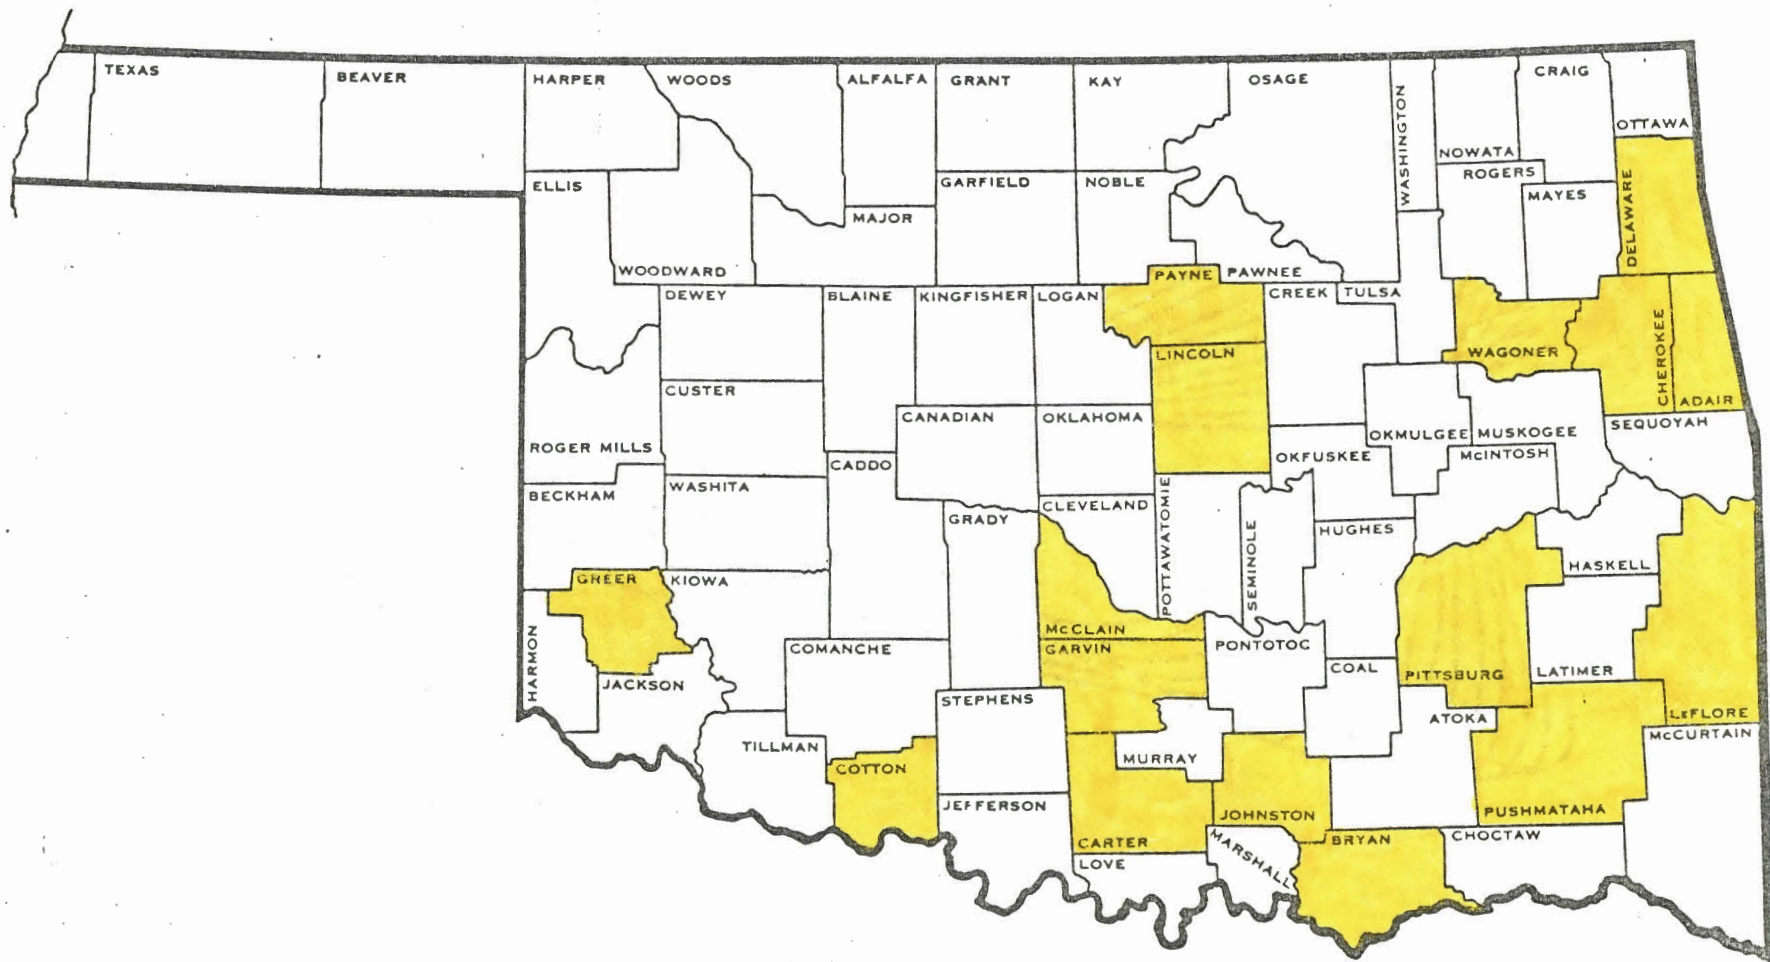 TEXAS
BEAVER
HARPER
WOODS
ALFALFA
GRANT
KAY
OSAGE
WASHINGTON
CRAIG
OTTAWA
NOWATA
ROGERS
MAYES
DELAWARE
ELLIS
GARFIELD
NOBLE
MAJOR
WOODWARD
PAYNE
PAWNEE
DEWEY
BLAINE
KINGFISHER
LOGAN
CREEK
TULSA
LINCOLN
WAGONER
CHEROKEE
ADAIR
CUSTER
CANADIAN
OKLAHOMA
ROGER MILLS
OKMULGEE
MUSKOGEE
SEQUOYAH
CADDO
OKFUSKEE
McINTOSH
BECKHAM
WASHITA
CLEVELAND
POTTAWATOMIE
GRADY
SEMINOLE
HUGHES
GREER
KIOWA
HASKELL
HARMON
McCLAIN
COMANCHE
GARVIN
PONTOTOC
COAL
PITTSBURG
LATIMER
JACKSON
STEPHENS
ATOKA
LeFLORE
McCURTAIN
TILLMAN
COTTON
MURRAY
JEFFERSON
JOHNSTON
PUSHMATAHA
CARTER
MARSHALL
BRYAN
CHOCTAW
LOVE